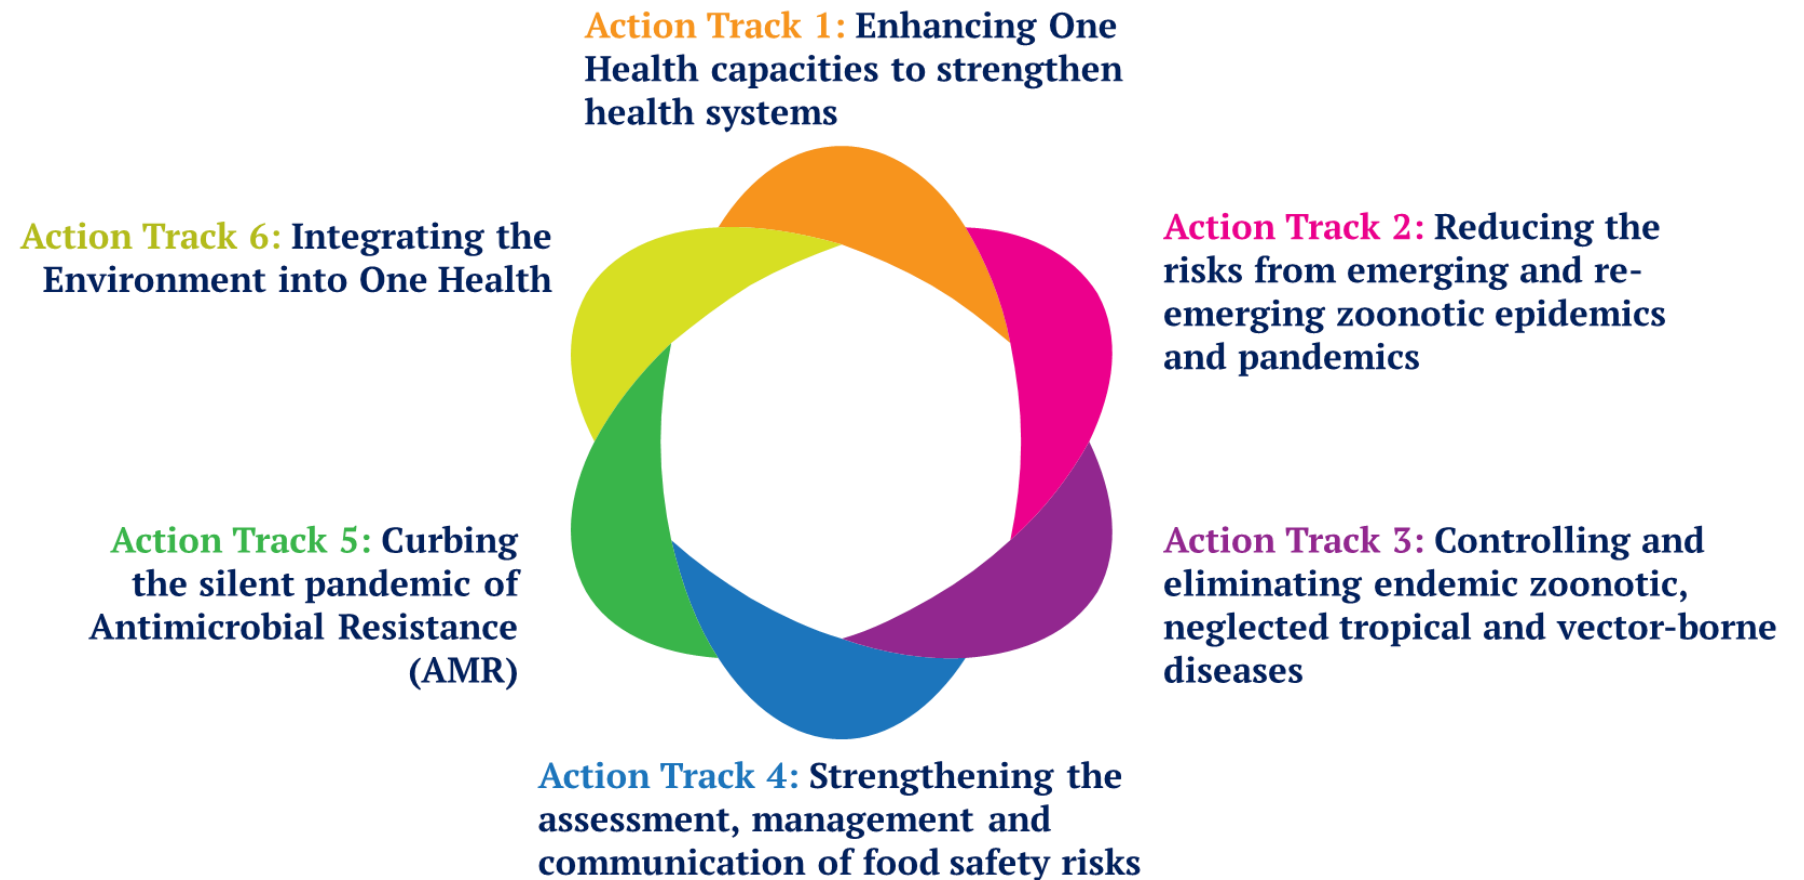 Action Track 1: Enhancing One
Health capacities to strengthen
health systems
Action Track 2: Reducing the
risks from emerging and re-
emerging zoonotic epidemics
and pandemics
Action Track 3: Controlling and
eliminating endemic zoonotic,
neglected tropical and vector-borne
diseases
Action Track 4: Strengthening the
assessment, management and
communication of food safety risks
Action Track 5: Curbing
the silent pandemic of
Antimicrobial Resistance
(AMR)
Action Track 6: Integrating the
Environment into One Health